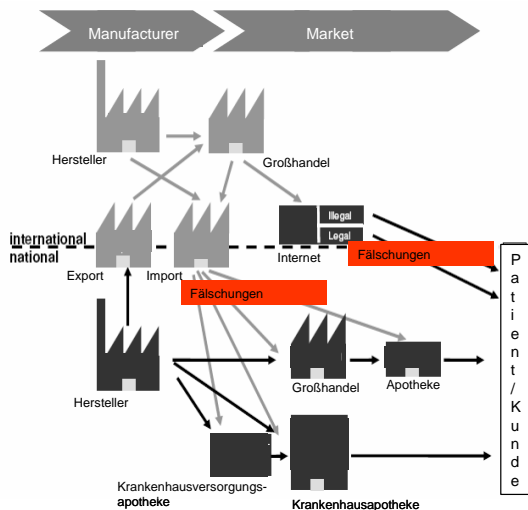 Manufacturer
Market
Hersteller
Großhandel
Illegal
Legal
international
national
Export
Import
Internet
Fälschungen
Fälschungen
Hersteller
Großhandel
Apotheke
Krankenhausversorgungs-
apotheke
Krankenhausapotheke
P
a
t
i
e
n
t
/
K
u
n
d
e